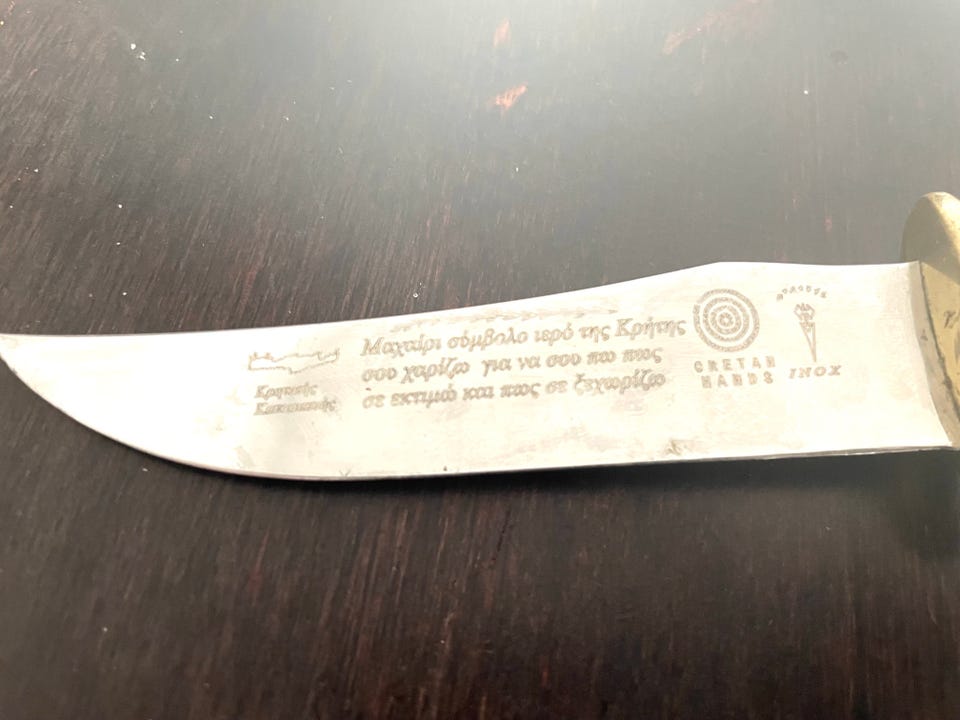 Μαχαίρι σύμβολο ιερό της Κρήτης
σου χαρίζω για να σου πω πως
σε εκτιμώ και πως σε ξεχωρίζω
CRETAN
HANDS
INOX